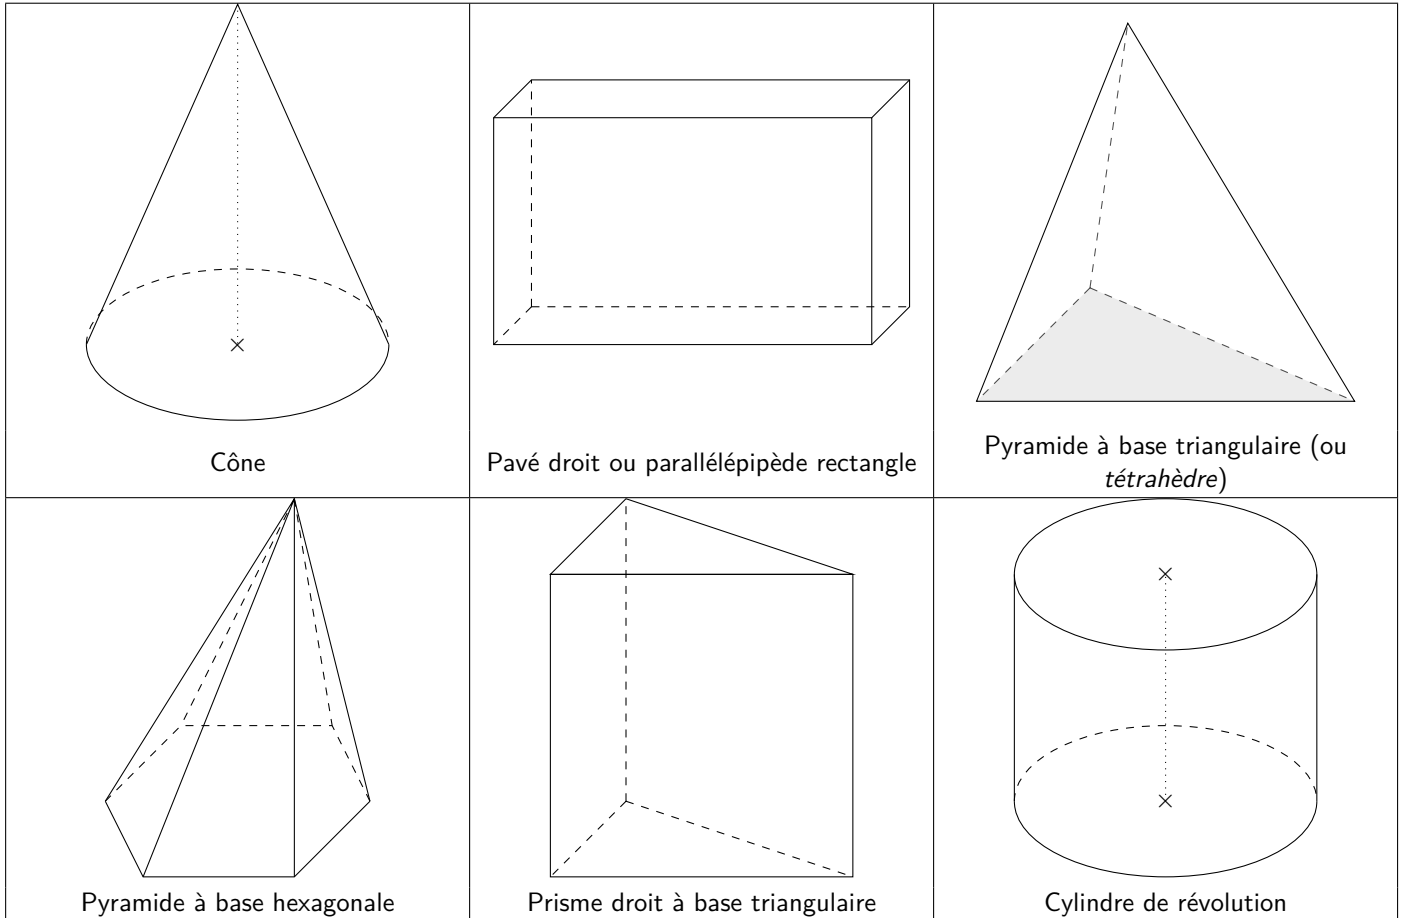 Cône
Pavé droit ou parallélépipède rectangle
Pyramide à base triangulaire (ou
tétrahèdre)
Pyramide à base hexagonale
Prisme droit à base triangulaire
Cylindre de révolution